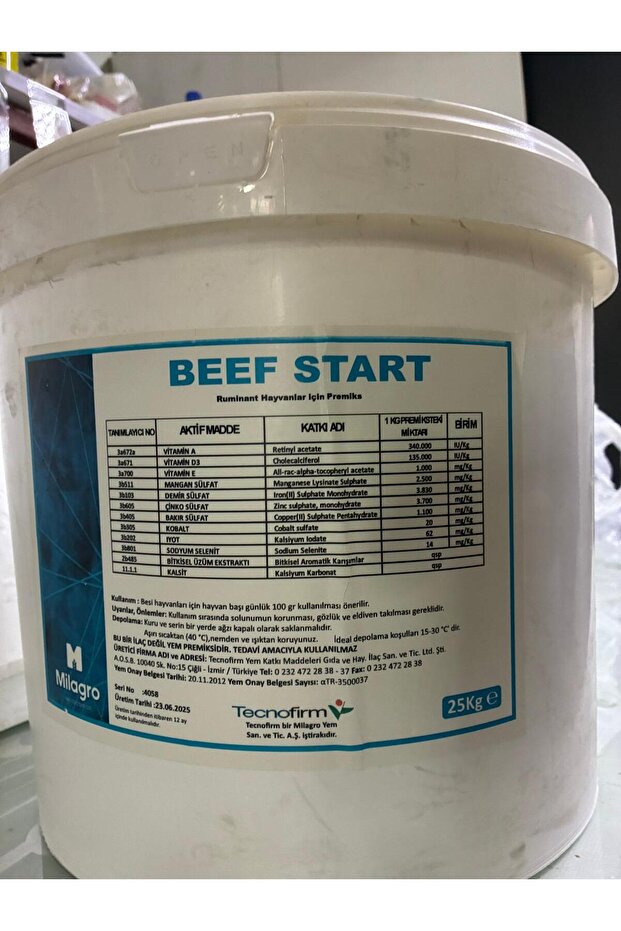 OPEN
BEEF START
Ruminant Hayvanlar için Premiks
TANIMLAYICI NO AKTİF MADDE KATKI ADI 1 KG PREMİKSTEKİ MİKTARI BİRİM
3a672a VİTAMİN A Retinyl acetate 340.000 IU/Kg
3a671 VİTAMİN D3 Cholecalciferol 135.000 IU/Kg
3a700 VİTAMİN E All-rac-alpha-tocopheryl acetate 1.000 mg/Kg
3b511 MANGAN SÜLFAT Manganese Lysinate Sulphate 2.500 mg/Kg
3b103 DEMİR SÜLFAT Iron(II) Sulphate Monohydrate 3.830 mg/Kg
3b605 ÇİNKO SÜLFAT Zinc sulphate, monohydrate 3.700 mg/Kg
3b405 BAKIR SÜLFAT Copper(II) Sulphate Pentahydrate 1.100 mg/Kg
3b305 KOBALT Cobalt sulfate 20 mg/Kg
3b202 İYOT Kalsiyum Iodate 62 mg/Kg
3b801 SODYUM SELENİT Sodium Selenite 14 mg/Kg
2b485 BİTKİSEL ÜZÜM EKSTRAKTI Bitkisel Aromatik Karışımlar qsp
11.1.1 KALSİT Kalsiyum Karbonat qsp
Kullanım : Besi hayvanları için hayvan başı günlük 100 gr kullanılması önerilir.
Uyarılar, Önlemler: Kullanım sırasında solunumun korunması, gözlük ve eldiven takılması gereklidir.
Depolama: Kuru ve serin bir yerde ağzı kapalı olarak saklanmalıdır.
Aşırı sıcaktan (40 °C),nemden ve ışıktan koruyunuz. İdeal depolama koşulları 15-30 °C' dir.
BU BİR İLAÇ DEĞİL YEM PREMİKSİDİR. TEDAVİ AMACIYLA KULLANILMAZ
ÜRETİCİ FİRMA ADI ve ADRESİ: Tecnofirm Yem Katkı Maddeleri Gıda ve Hay. İlaç San. ve Tic. Ltd. Şti.
A.O.S.B. 10040 Sk. No:15 Çiğli - İzmir / Türkiye Tel: 0 232 472 28 38 - 37 Fax: 0 232 472 28 38
Yem Onay Belgesi Tarihi: 20.11.2012 Yem Onay Belgesi Sayısı: αTR-3500037
M
Milagro
Seri No :4058
Üretim Tarihi :23.06.2025
Üretim tarihinden itibaren 12 ay
içinde kullanılmalıdır.
Tecnofirm
Tecnofirm bir Milagro Yem
San. ve Tic. A.Ş. iştirakıdır.
25Kg e